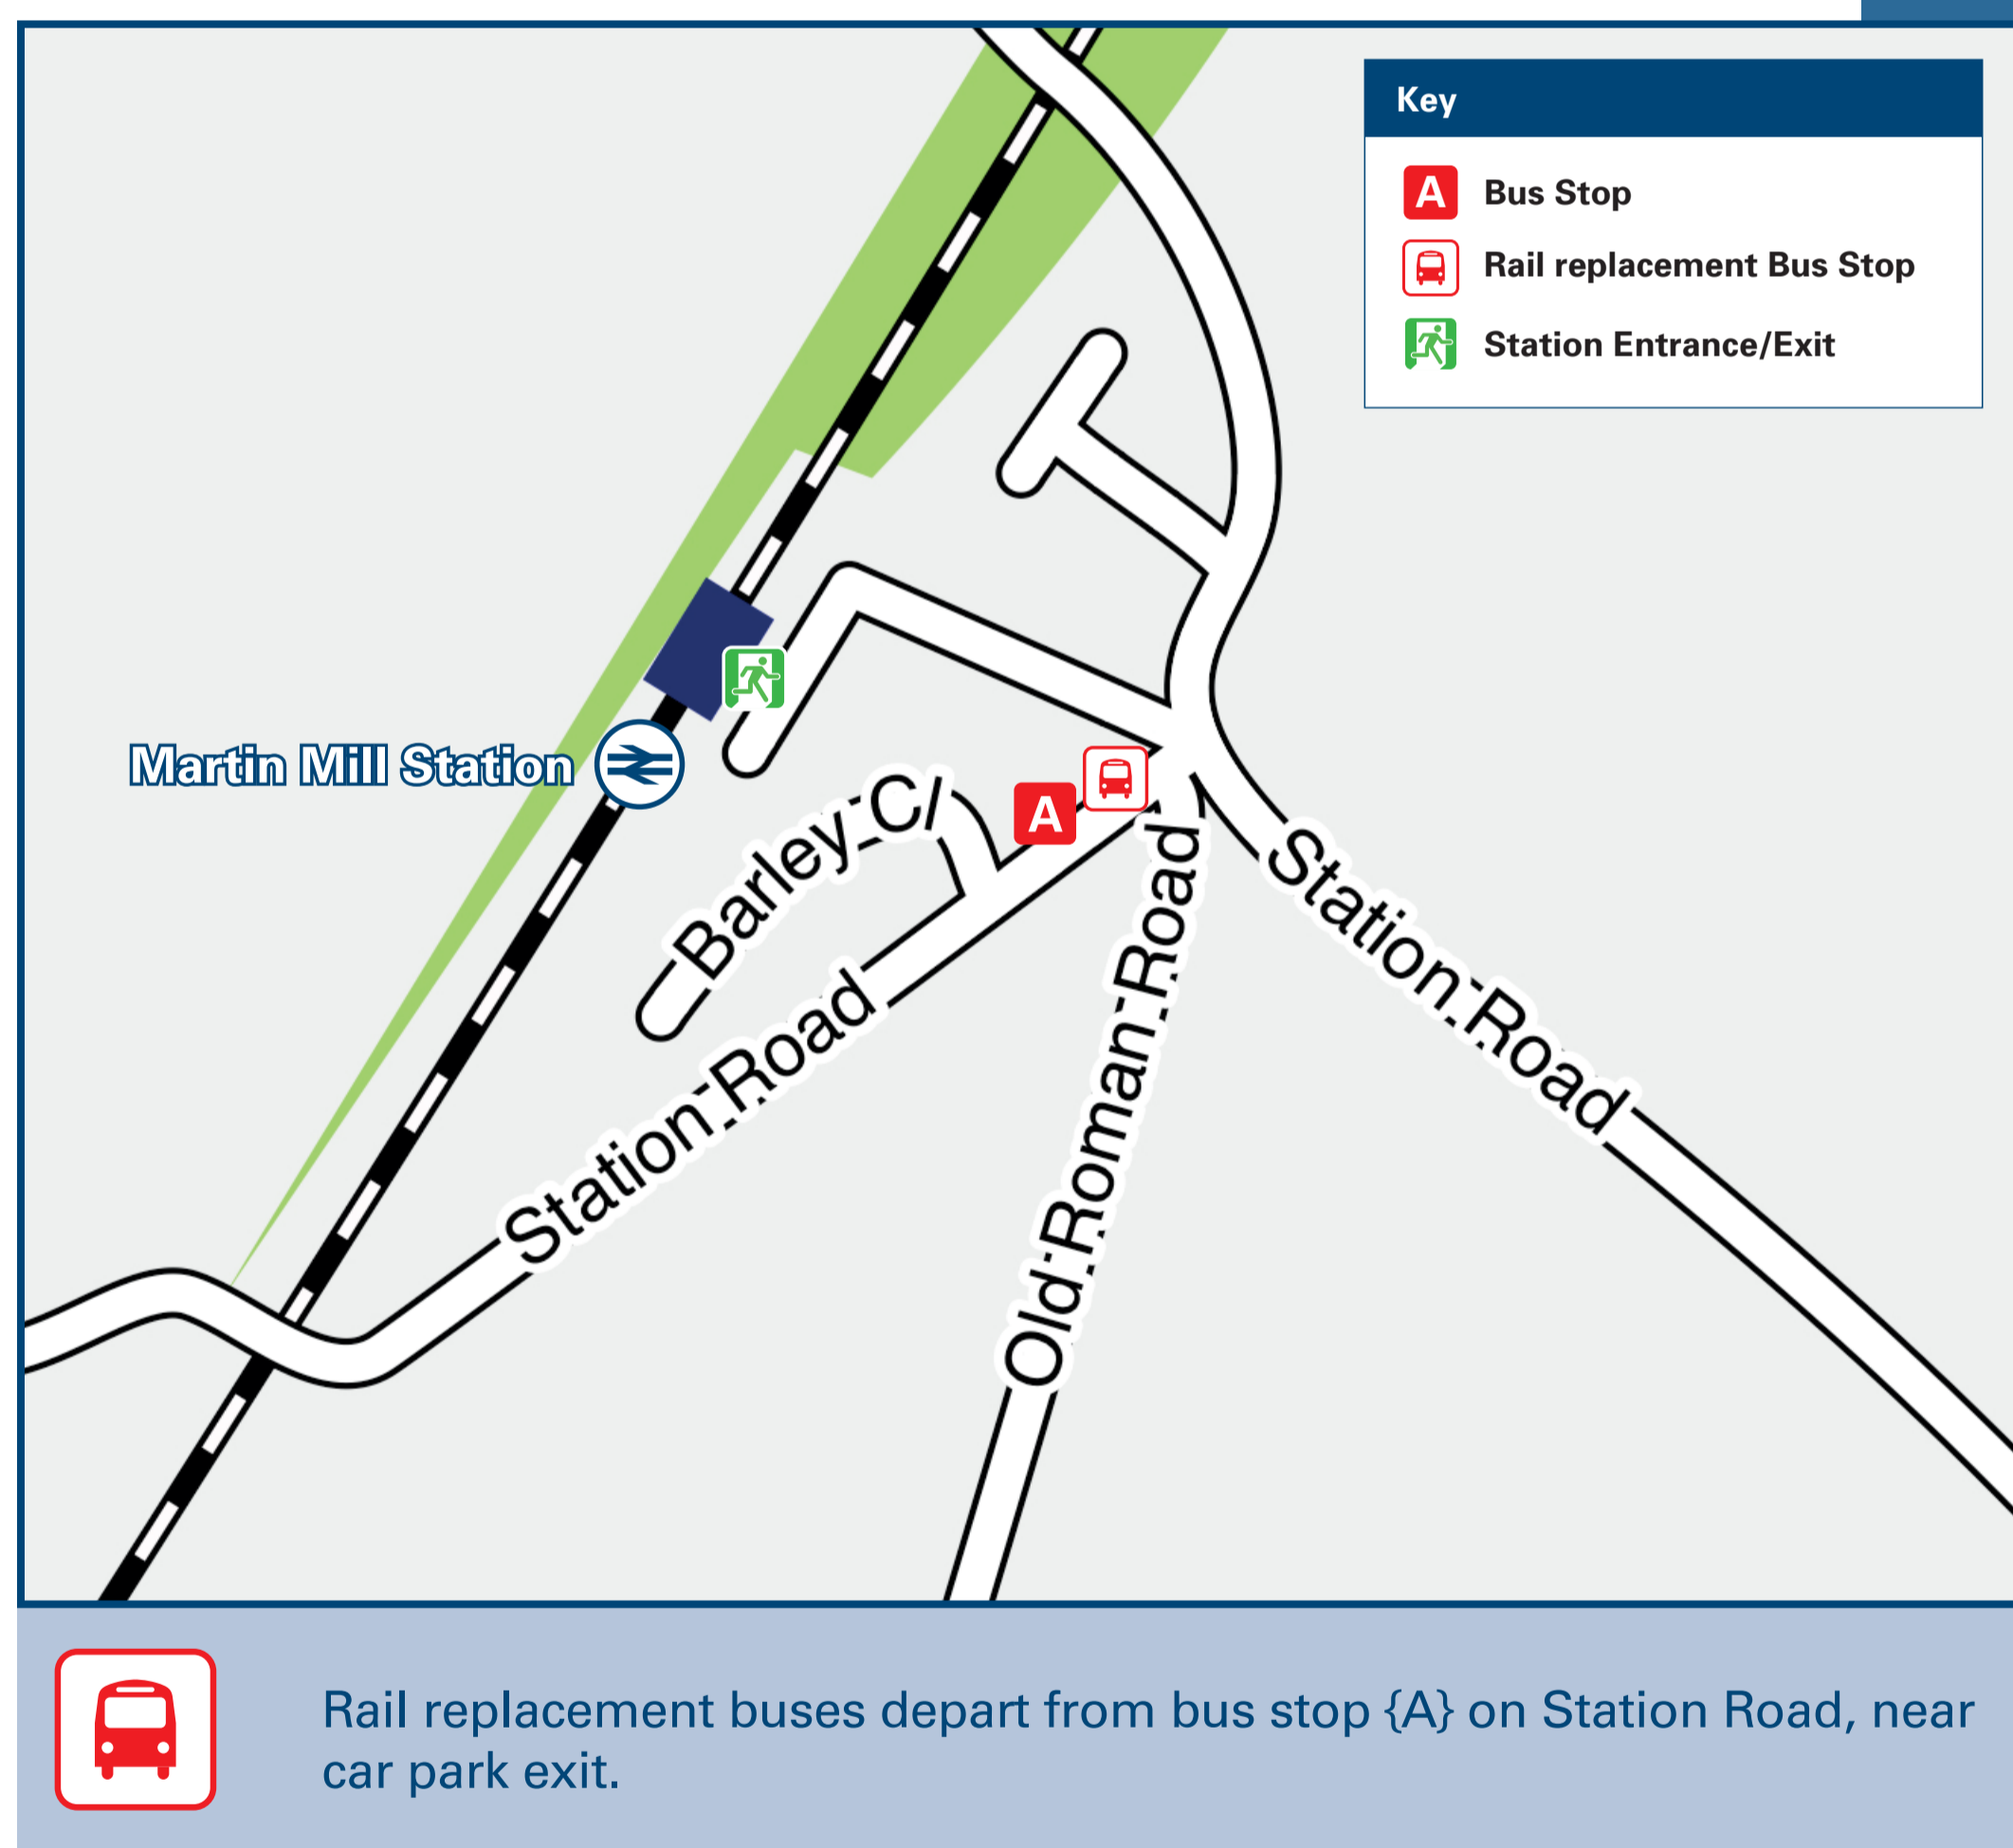 Key
A
Bus Stop
Rail replacement Bus Stop
Station Entrance/Exit
Martin Mill Station
A
Barley Cl
Station Road
Old Roman Road
Station Road
Rail replacement buses depart from bus stop {A} on Station Road, near
car park exit.